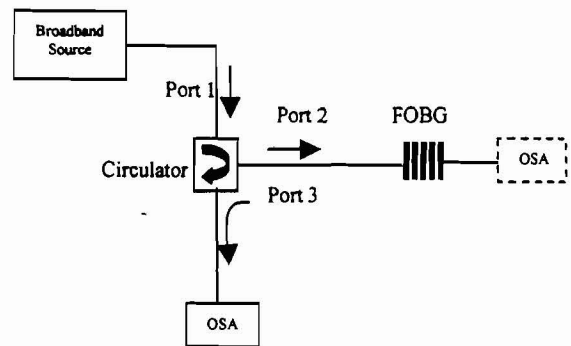 Broadband
Source
Port 1
Port 2
FOBG
OSA
Circulator
Port 3
OSA